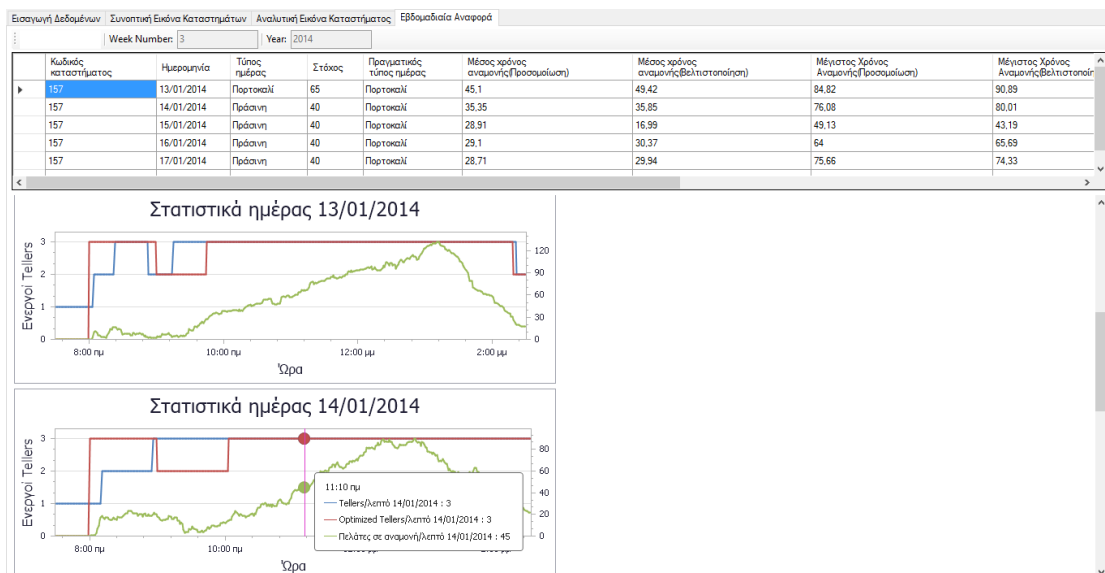 Εισαγωγή Δεδομένων Συνοπτική Εικόνα Καταστημάτων Αναλυτική Εικόνα Καταστήματος Εβδομαδιαία Αναφορά
Week Number: 3 Year: 2014
Κωδικός καταστήματος Ημερομηνία Τύπος ημέρας Στόχος Πραγματικός τύπος ημέρας Μέσος χρόνος αναμονής(Προσομοίωση) Μέσος χρόνος αναμονής(Βελτιστοποίηση) Μέγιστος Χρόνος Αναμονής(Προσομοίωση) Μέγιστος Χρόνος Αναμονής(Βελτιστοποίη
157 13/01/2014 Πορτοκαλί 65 Πορτοκαλί 45,1 49,42 84,82 90,89
157 14/01/2014 Πράσινη 40 Πορτοκαλί 35,35 35,85 76,08 80,01
157 15/01/2014 Πράσινη 40 Πορτοκαλί 28,91 16,99 49,13 43,19
157 16/01/2014 Πράσινη 40 Πορτοκαλί 29,1 30,37 64 65,69
157 17/01/2014 Πράσινη 40 Πορτοκαλί 28,71 29,94 75,66 74,33
Στατιστικά ημέρας 13/01/2014
Ενεργοί Tellers
3
2
1
0
120
90
60
30
0
8:00 πμ 10:00 πμ 12:00 μμ 2:00 μμ
Ώρα
Στατιστικά ημέρας 14/01/2014
Ενεργοί Tellers
3
2
1
0
80
60
40
20
0
11:10 πμ
Tellers/λεπτό 14/01/2014 : 3
Optimized Tellers/λεπτό 14/01/2014 : 3
Πελάτες σε αναμονή/λεπτό 14/01/2014 : 45
8:00 πμ 10:00 πμ
Ώρα